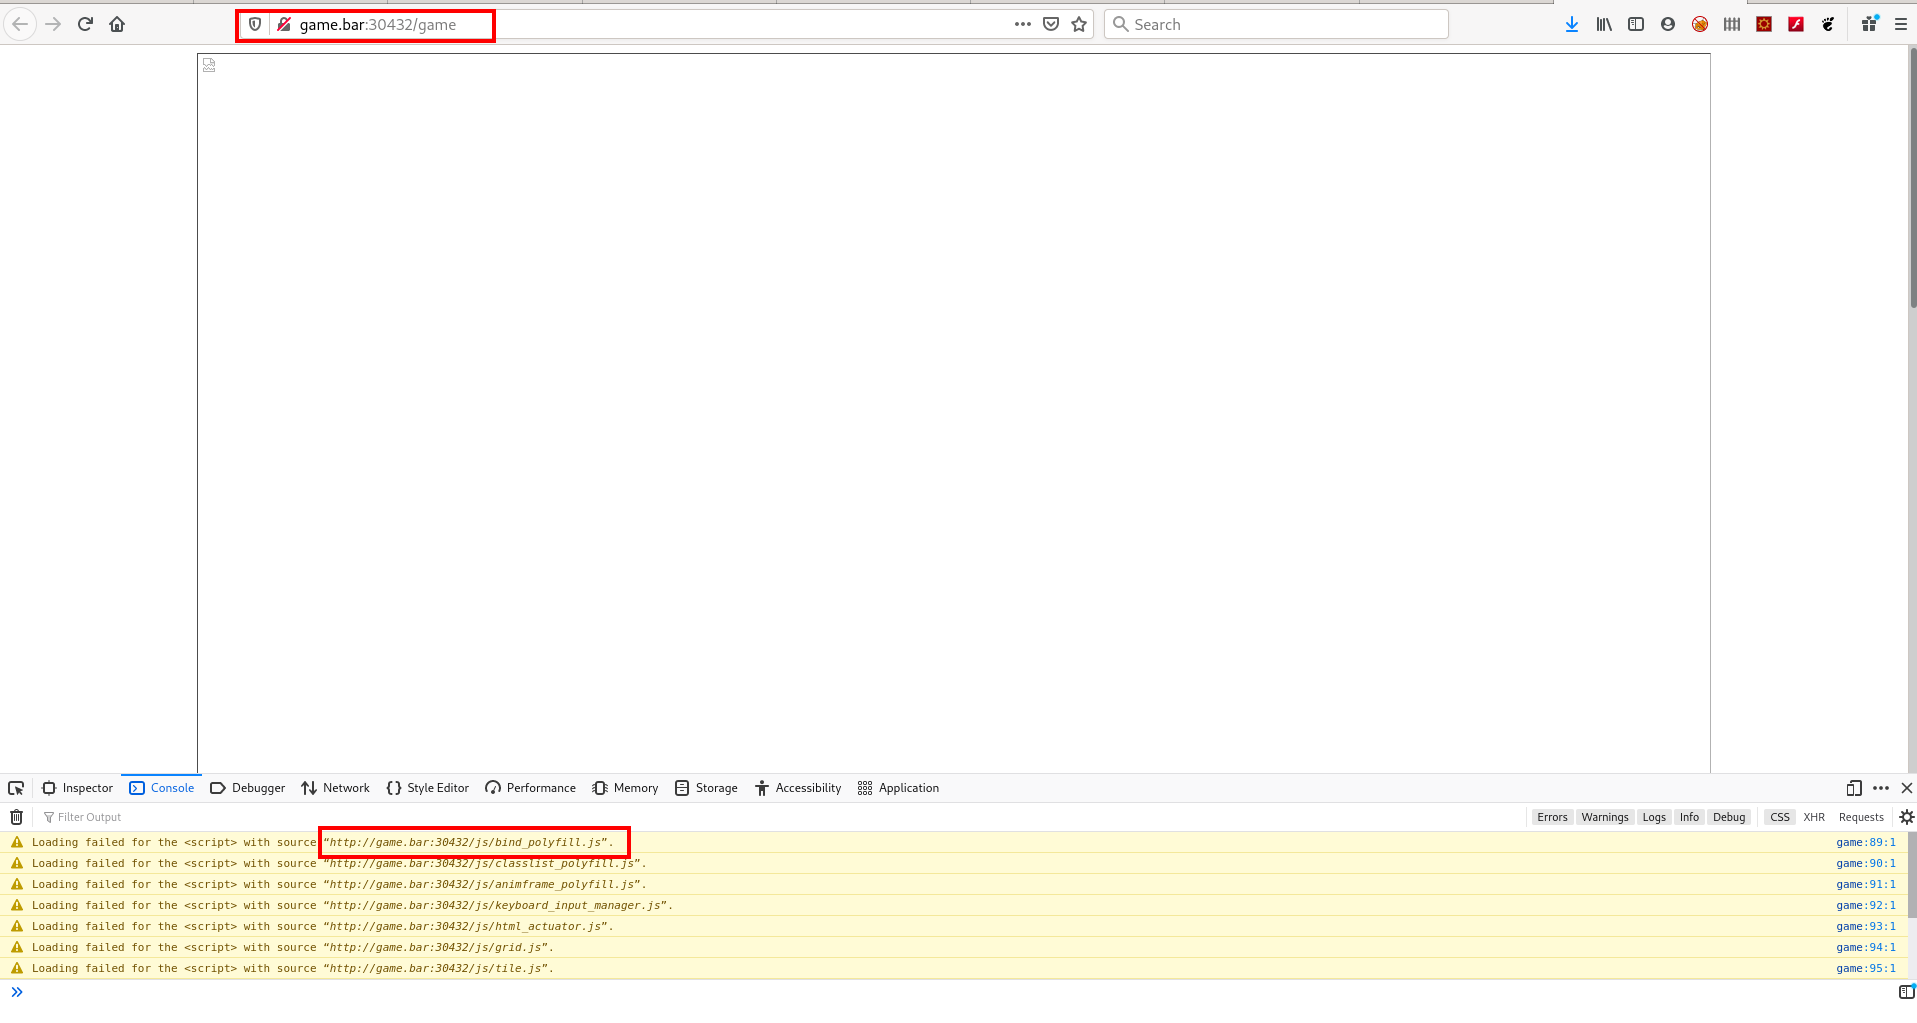 game.bar:30432/game
Search
Inspector Console Debugger Network Style Editor Performance Memory Storage Accessibility Application
Filter Output Errors Warnings Logs Info Debug CSS XHR Requests
Loading failed for the <script> with source “http://game.bar:30432/js/bind_polyfill.js”. game:89:1
Loading failed for the <script> with source “http://game.bar:30432/js/classlist_polyfill.js”. game:90:1
Loading failed for the <script> with source “http://game.bar:30432/js/animframe_polyfill.js”. game:91:1
Loading failed for the <script> with source “http://game.bar:30432/js/keyboard_input_manager.js”. game:92:1
Loading failed for the <script> with source “http://game.bar:30432/js/html_actuator.js”. game:93:1
Loading failed for the <script> with source “http://game.bar:30432/js/grid.js”. game:94:1
Loading failed for the <script> with source “http://game.bar:30432/js/tile.js”. game:95:1